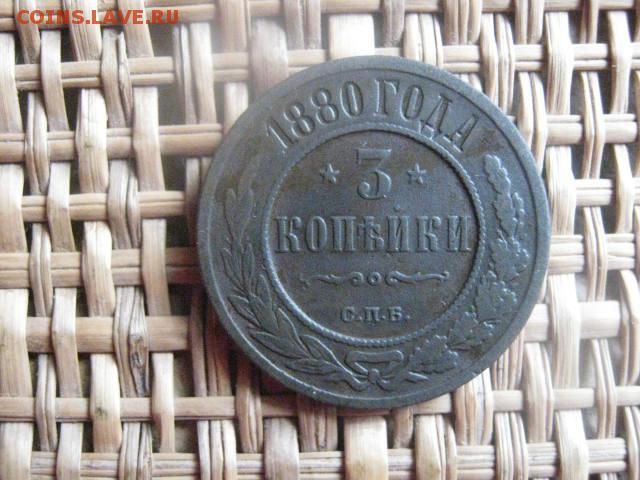 COINS.LAVE.RU
1880 ГОДА
3
КОПѢЙКИ
С.П.Б.